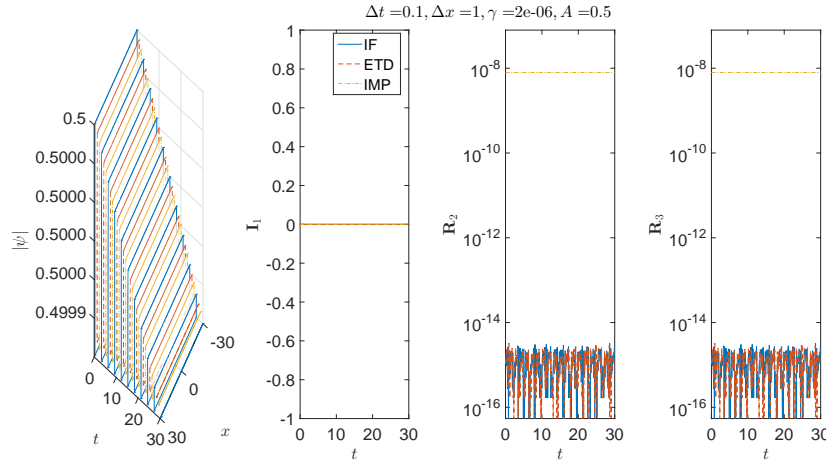 Δt =0.1, Δx =1, γ =2e-06, A =0.5
0.5
0.5000
0.5000
0.5000
0.5000
0.4999
|ψ|
0
10
20
30
t
30
0
-30
x
1
0.8
0.6
0.4
0.2
0
-0.2
-0.4
-0.6
-0.8
-1
I₁
0 10 20 30
t
IF
ETD
IMP
10⁻⁸
10⁻¹⁰
10⁻¹²
10⁻¹⁴
10⁻¹⁶
R₂
0 10 20 30
t
10⁻⁸
10⁻¹⁰
10⁻¹²
10⁻¹⁴
10⁻¹⁶
R₃
0 10 20 30
t